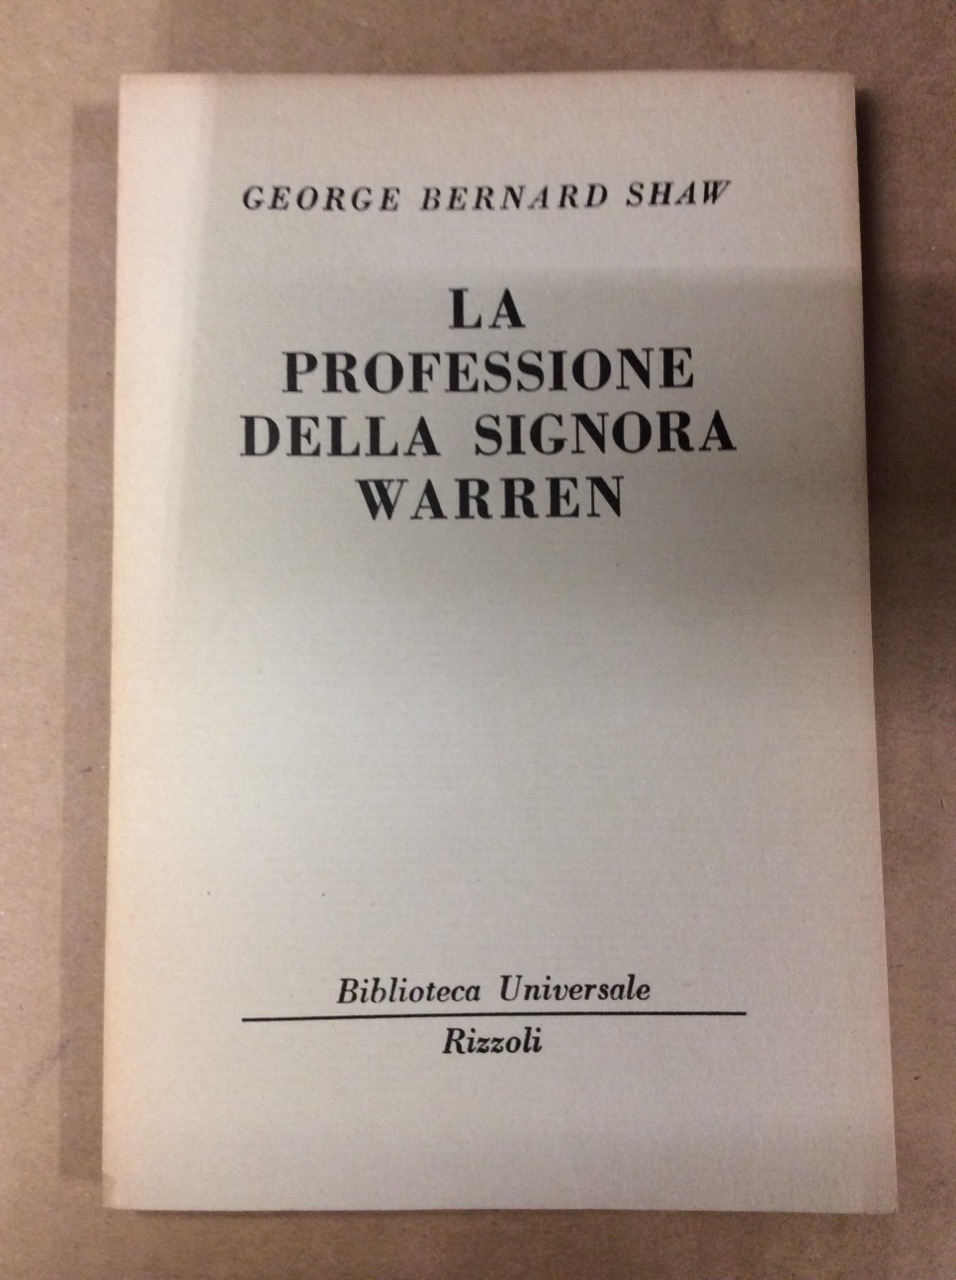 GEORGE BERNARD SHAW
LA
PROFESSIONE
DELLA SIGNORA
WARREN
Biblioteca Universale
Rizzoli